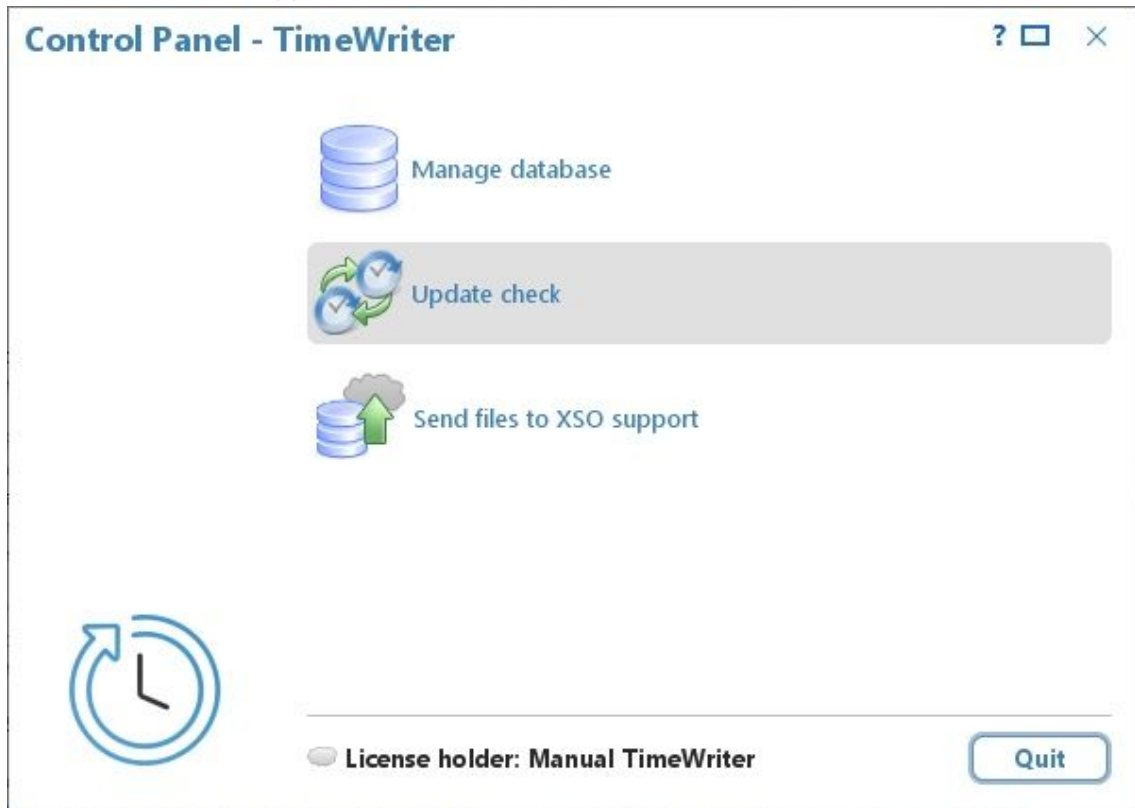 Control Panel - TimeWriter ?
Manage database
Update check
Send files to XSO support
License holder: Manual TimeWriter
Quit